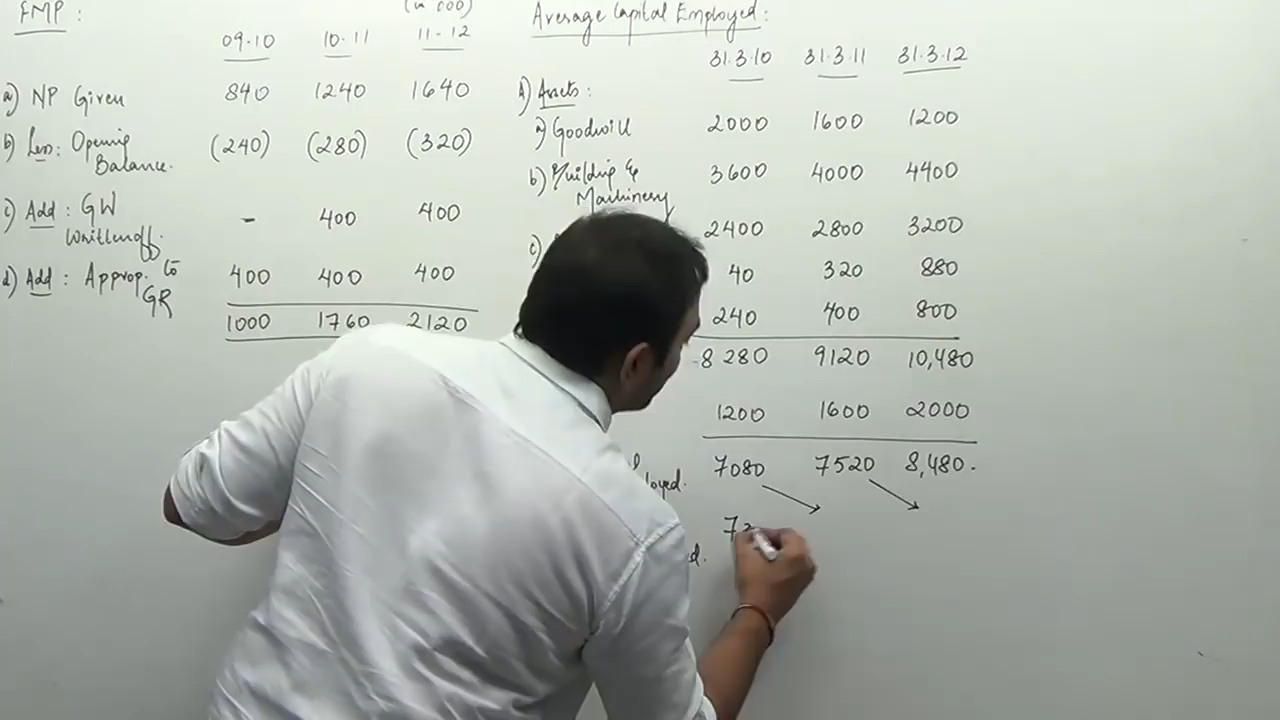 FMP :
(in 000)
09-10 10-11 11-12
a) NP Given 840 1240 1640
b) Less: Opening Balance. (240) (280) (320)
c) Add : GW Writtenoff. - 400 400
d) Add : Approp. to GR 400 400 400
1000 1760 2120
Average Capital Employed :
31.3.10 31.3.11 31.3.12
Assets :
a) Goodwill 2000 1600 1200
b) Building & Machinery 3600 4000 4400
c) 2400 2800 3200
40 320 880
240 400 800
8280 9120 10,480
1200 1600 2000
7080 7520 8,480.